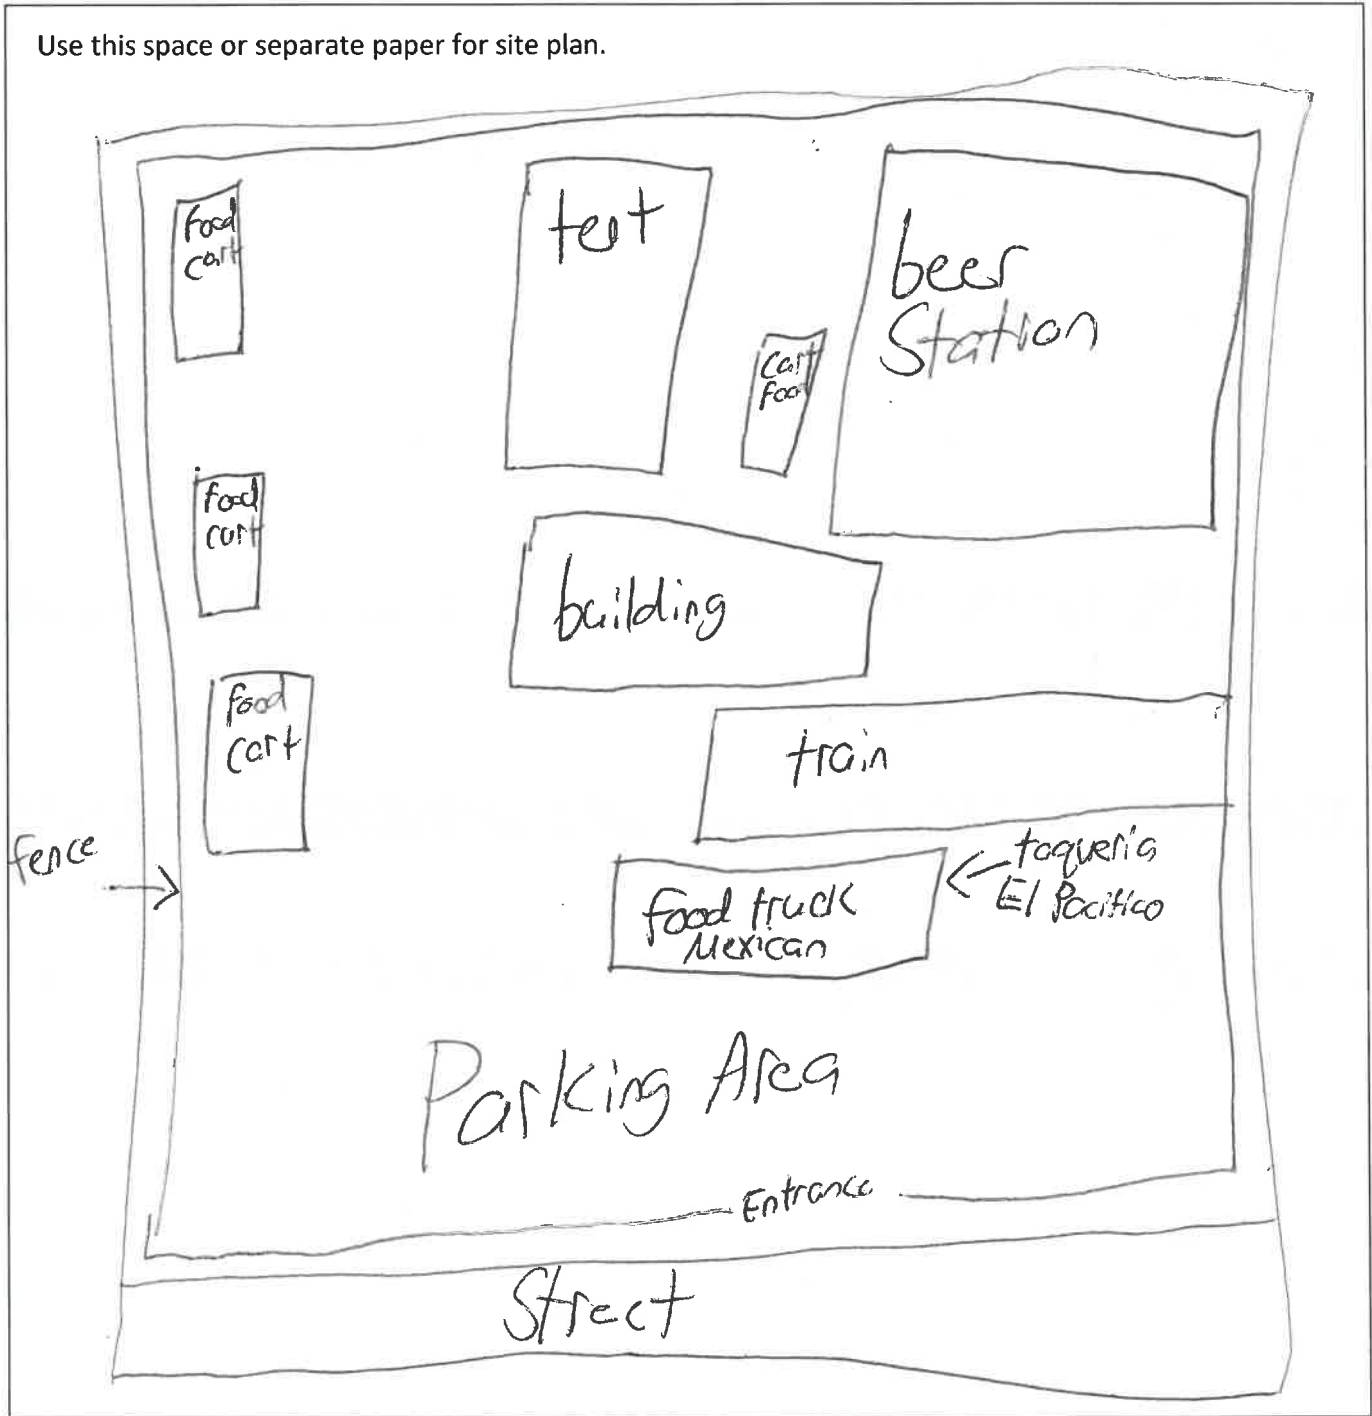 Use this space or separate paper for site plan.
food
cart
tent
beer
Station
cart
food
food
cart
building
food
cart
train
fence
taqueria
El Pacifico
food truck
Mexican
Parking Area
Entrance
Street